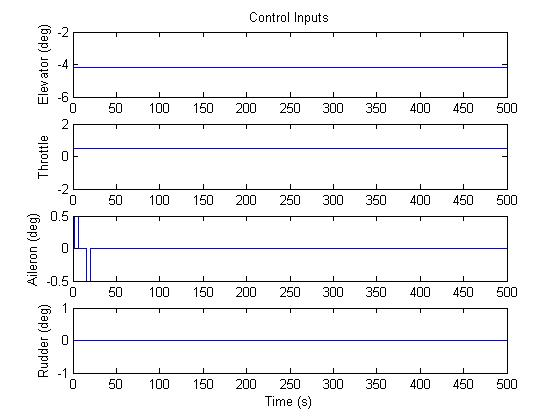 Control Inputs
Elevator (deg)
-2
-4
-6
0 50 100 150 200 250 300 350 400 450 500
Throttle
2
0
-2
0 50 100 150 200 250 300 350 400 450 500
Aileron (deg)
0.5
0
-0.5
0 50 100 150 200 250 300 350 400 450 500
Rudder (deg)
1
0
-1
0 50 100 150 200 250 300 350 400 450 500
Time (s)